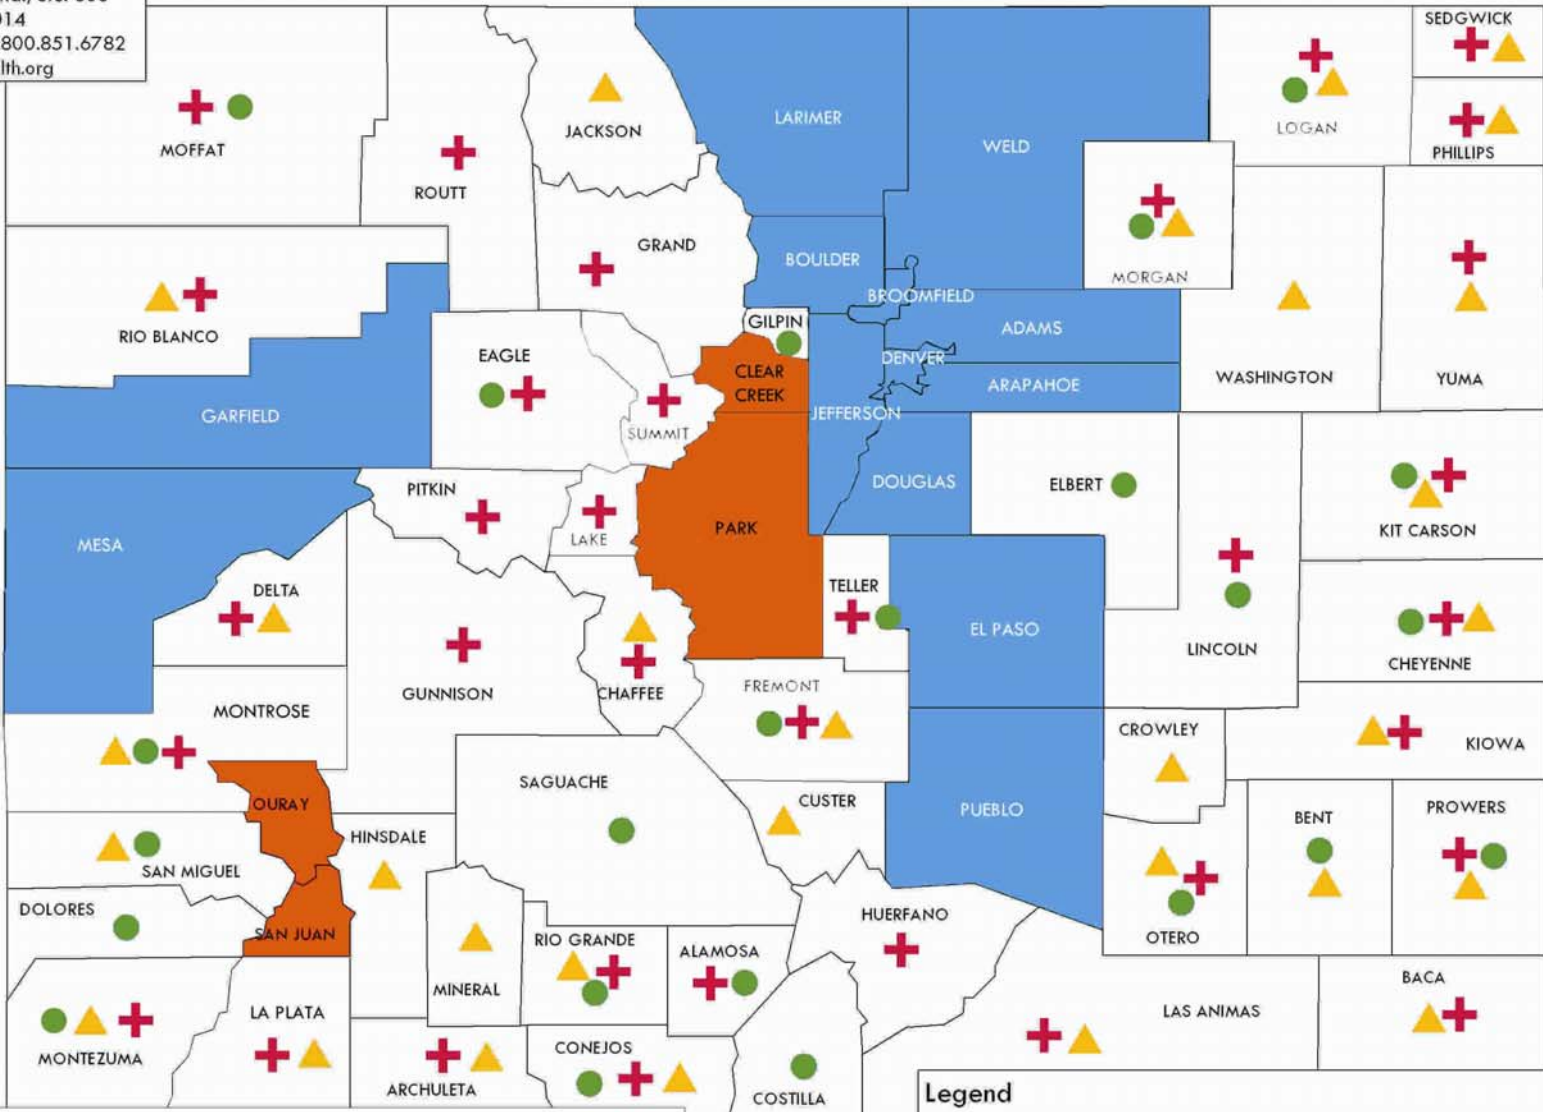 014
800.851.6782
lth.org
SEDGWICK
LARIMER
JACKSON
LOGAN
MOFFAT
WELD
PHILLIPS
ROUTT
GRAND
BOULDER
MORGAN
BROOMFIELD
RIO BLANCO
GILPIN
ADAMS
EAGLE
DENVER
CLEAR
CREEK
ARAPAHOE
WASHINGTON
YUMA
GARFIELD
JEFFERSON
SUMMIT
PITKIN
DOUGLAS
ELBERT
PARK
KIT CARSON
MESA
LAKE
DELTA
TELLER
EL PASO
LINCOLN
CHEYENNE
GUNNISON
CHAFFEE
FREMONT
MONTROSE
CROWLEY
KIOWA
SAGUACHE
OURAY
CUSTER
PUEBLO
PROWERS
BENT
HINSDALE
SAN MIGUEL
DOLORES
HUERFANO
SAN JUAN
RIO GRANDE
OTERO
ALAMOSA
BACA
MINERAL
LA PLATA
LAS ANIMAS
CONEJOS
MONTEZUMA
ARCHULETA
COSTILLA
Legend